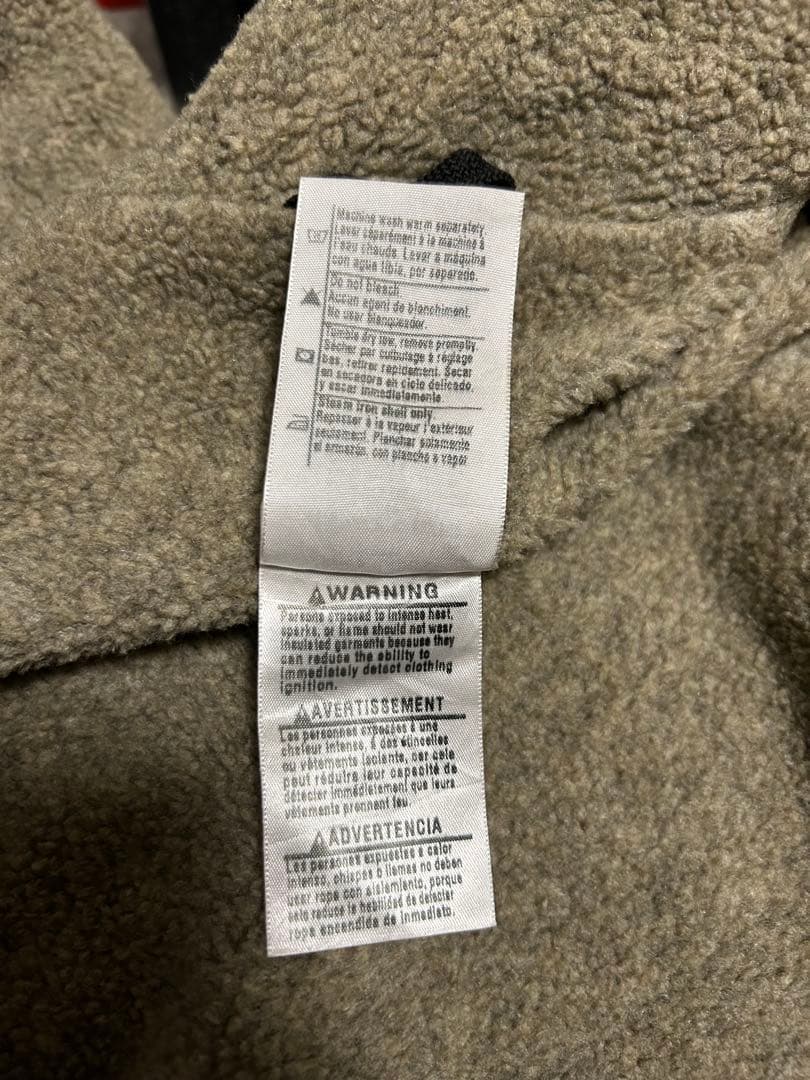 Machine wash warm separately.
Laver séparément à la machine à
l'eau chaude. Lavar a máquina
con agua tibia, por separado.
Do not bleach.
Aucun agent de blanchiment.
No usar blanqueador.
Tumble dry low, remove promptly.
Sécher par culbutage à réglage
bas, retirer rapidement. Secar
en secadora en ciclo delicado.
y sacar immediatamente
Steam iron shell only
Repasser à la vapeur l'extérieur
seulement. Planchar solamente
el armazón, con plancha a vapor
WARNING
Persons exposed to intense heat,
sparks, or flame should not wear
insulated garments because they
can reduce the ability to
immediately detect clothing
ignition.
AVERTISSEMENT
Les personnes exposées à une
chaleur intense, à des étincelles
ou vêtements isolants, car cela
peut réduire leur capacité de
détecter immédiatement que leurs
vêtements prennent feu.
ADVERTENCIA
Las personnes expuestas a calor
intenso, chispas o llamas no deben
usar ropa con aislamiento, porque
esto reduce la habilidad de detectar
ropa encendida de inmediato.